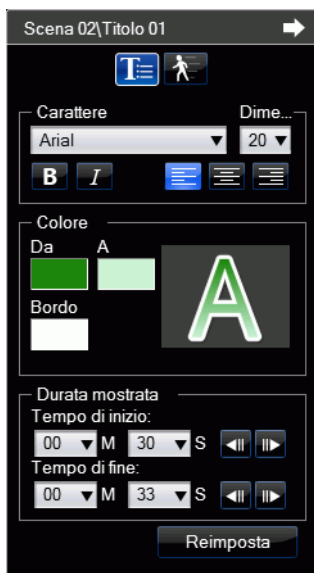 Scena 02\Titolo 01
T
Carattere Dime...
Arial 20
B I
Colore
Da A
Bordo
A
Durata mostrata
Tempo di inizio:
00 M 30 S
Tempo di fine:
00 M 33 S
Reimposta